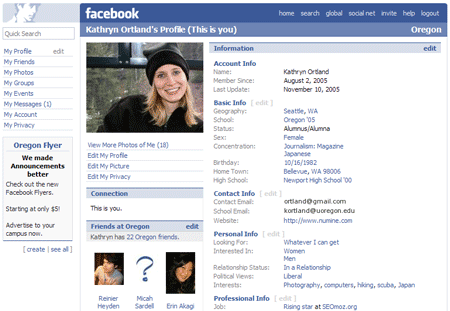 facebook
home search global social net invite help logout
Quick Search
Kathryn Ortland's Profile (This is you) Oregon
My Profile edit
My Friends
My Photos
My Groups
My Events
My Messages (1)
My Account
My Privacy
Oregon Flyer
We made
Announcements
better
Check out the new
Facebook Flyers.
Starting at only $5!
Advertise to your
campus now.
[ create | see all ]
View More Photos of Me (18)
Edit My Profile
Edit My Picture
Edit My Privacy
Connection
This is you.
Friends at Oregon edit
Kathryn has 22 Oregon friends.
Reinier
Heyden
Micah
Sardell
Erin Akagi
Information edit
Account Info
Name: Kathryn Ortland
Member Since: August 2, 2005
Last Update: November 10, 2005
Basic Info [ edit ]
Geography: Seattle, WA
School: Oregon '05
Status: Alumnus/Alumna
Sex: Female
Concentration: Journalism: Magazine
Japanese
Birthday: 10/16/1982
Home Town: Bellevue, WA 98006
High School: Newport High School '00
Contact Info [ edit ]
Contact Email: ortland@gmail.com
School Email: kortland@uoregon.edu
Website: http://www.numine.com
Personal Info [ edit ]
Looking For: Whatever I can get
Interested In: Women
Men
Relationship Status: In a Relationship
Political Views: Liberal
Interests: Photography, computers, hiking, scuba, Japan
Professional Info [ edit ]
Job: Rising star at SEOmoz.org